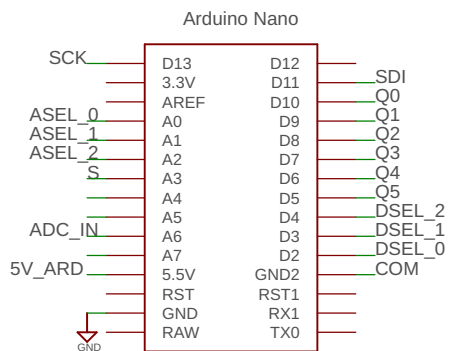 Arduino Nano
SCK D13 D12
3.3V D11 SDI
AREF D10 Q0
ASEL_0 A0 D9 Q1
ASEL_1 A1 D8 Q2
ASEL_2 A2 D7 Q3
S A3 D6 Q4
A4 D5 Q5
A5 D4 DSEL_2
ADC_IN A6 D3 DSEL_1
A7 D2 DSEL_0
5V_ARD 5.5V GND2 COM
RST RST1
GND RX1
RAW TX0
GND